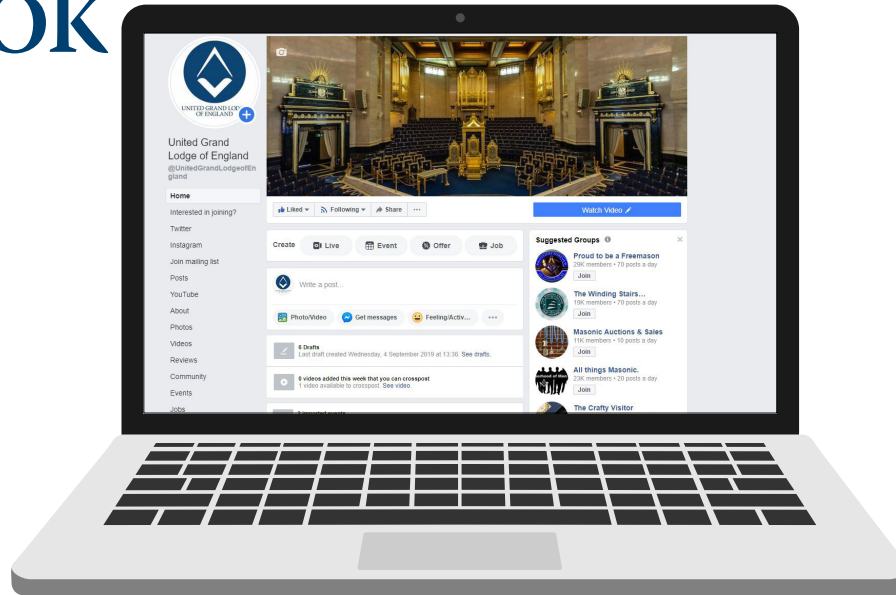 OK
UNITED GRAND
OF ENGLAND
United Grand
Lodge of England
@UnitedGrandLodgeofEn
gland
Home
Interested in joining?
Twitter
Instagram
Join mailing list
Posts
YouTube
About
Photos
Videos
Reviews
Community
Events
Jobs
Liked
Following
Share
Watch Video
Create
Live
Event
Offer
Job
Write a post...
Photo/Video
Get messages
Feeling/Activ...
6 Drafts
Last draft created Wednesday, 4 September 2019 at 13:36. See drafts.
0 videos added this week that you can crosspost
1 video available to crosspost. See video.
Suggested Groups
Proud to be a Freemason
29K members • 70 posts a day
Join
The Winding Stairs...
19K members • 70 posts a day
Join
Masonic Auctions & Sales
11K members • 10 posts a day
Join
All things Masonic.
23K members • 20 posts a day
Join
The Crafty Visitor